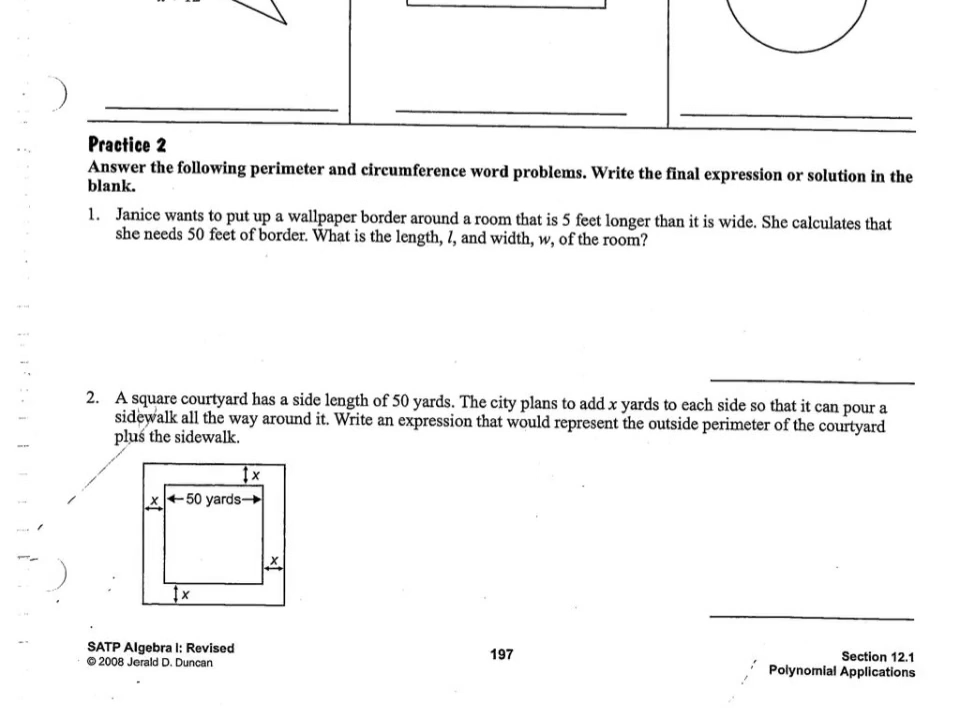 Practice 2
Answer the following perimeter and circumference word problems. Write the final expression or solution in the
blank.
1. Janice wants to put up a wallpaper border around a room that is 5 feet longer than it is wide. She calculates that
she needs 50 feet of border. What is the length, l, and width, w, of the room?
2. A square courtyard has a side length of 50 yards. The city plans to add x yards to each side so that it can pour a
sidewalk all the way around it. Write an expression that would represent the outside perimeter of the courtyard
plus the sidewalk.
x
x 50 yards
x
x
SATP Algebra I: Revised
© 2008 Jerald D. Duncan
197
Section 12.1
Polynomial Applications